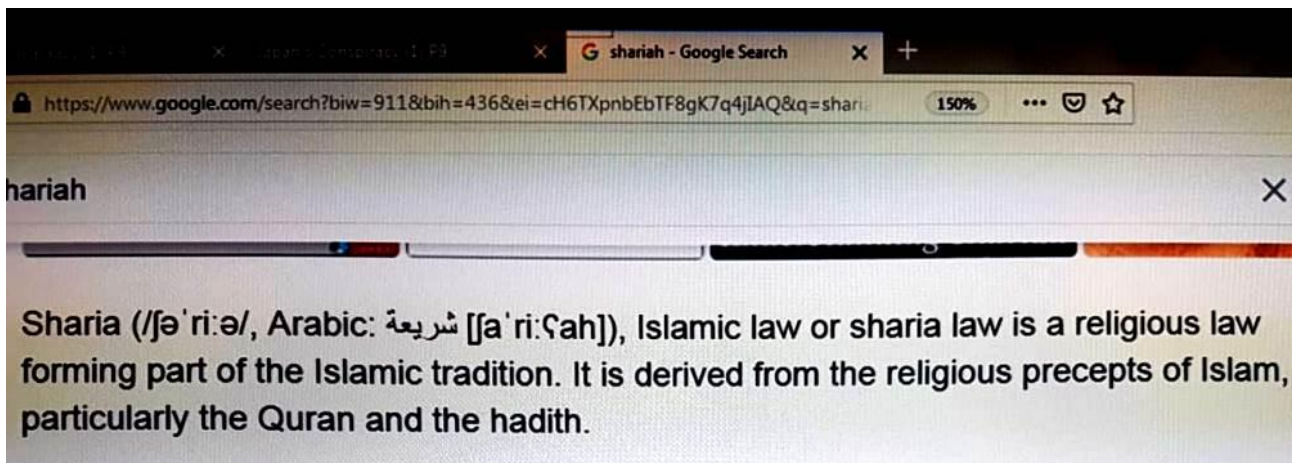 shariah - Google Search
https://www.google.com/search?biw=911&bih=436&ei=cH6TXpnbEbTF8gK7q4jIAQ&q=sharia
150%
hariah
Sharia (/ʃəˈriːə/, Arabic: شريعة [ʃaˈriːʕah]), Islamic law or sharia law is a religious law
forming part of the Islamic tradition. It is derived from the religious precepts of Islam,
particularly the Quran and the hadith.